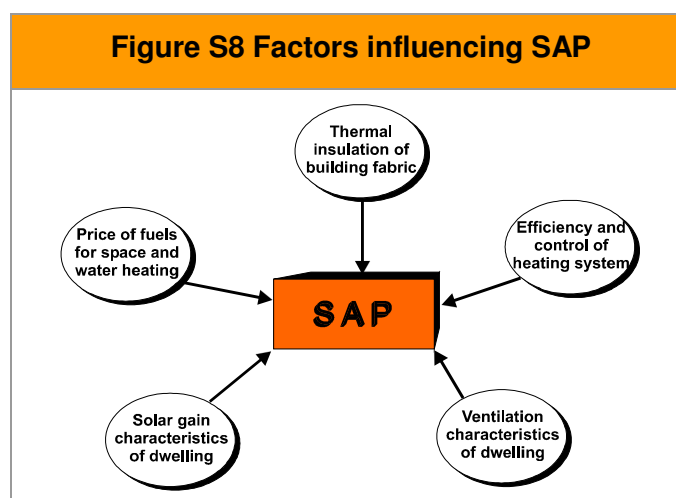 Figure S8 Factors influencing SAP
Thermal
insulation of
building fabric
Price of fuels
for space and
water heating
Efficiency and
control of
heating system
SAP
Solar gain
characteristics
of dwelling
Ventilation
characteristics
of dwelling